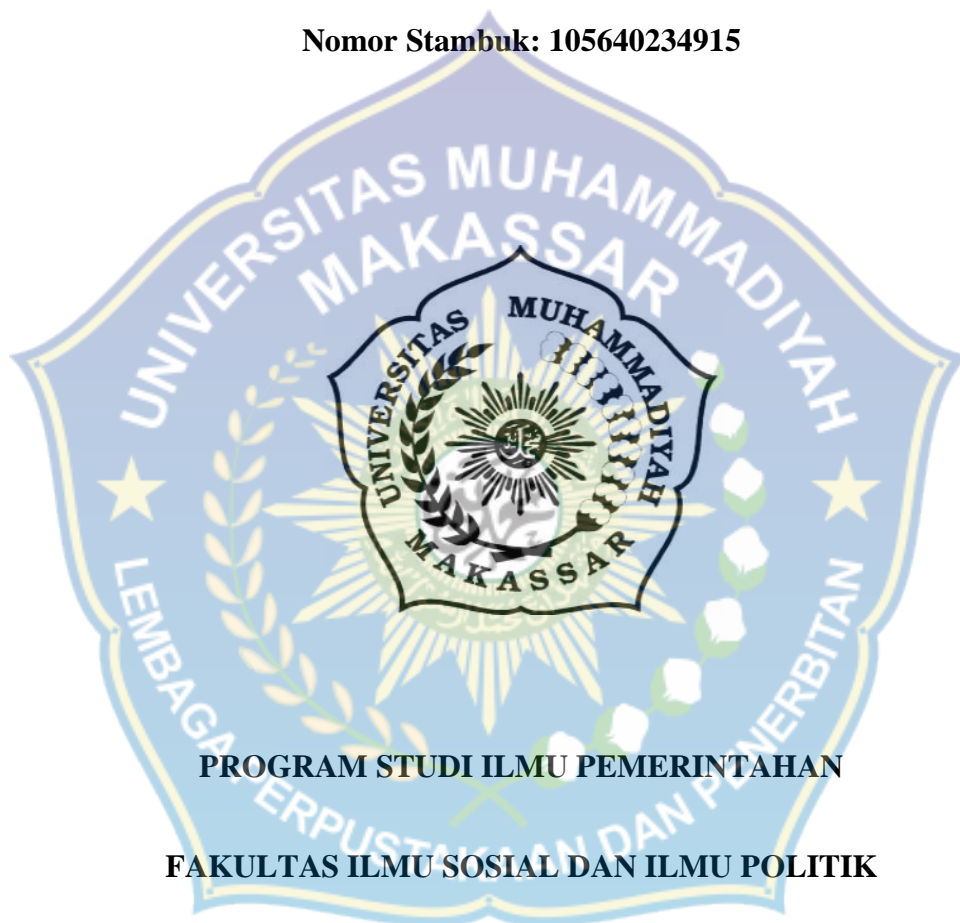 Nomor Stambuk: 105640234915
UNIVERSITAS MUHAMMADIYAH
MAKASSAR
LEMBAGA PERPUSTAKAAN DAN PENERBITAN
UNIVERSITAS MUHAMMADIYAH
MAKASSAR
PROGRAM STUDI ILMU PEMERINTAHAN
FAKULTAS ILMU SOSIAL DAN ILMU POLITIK